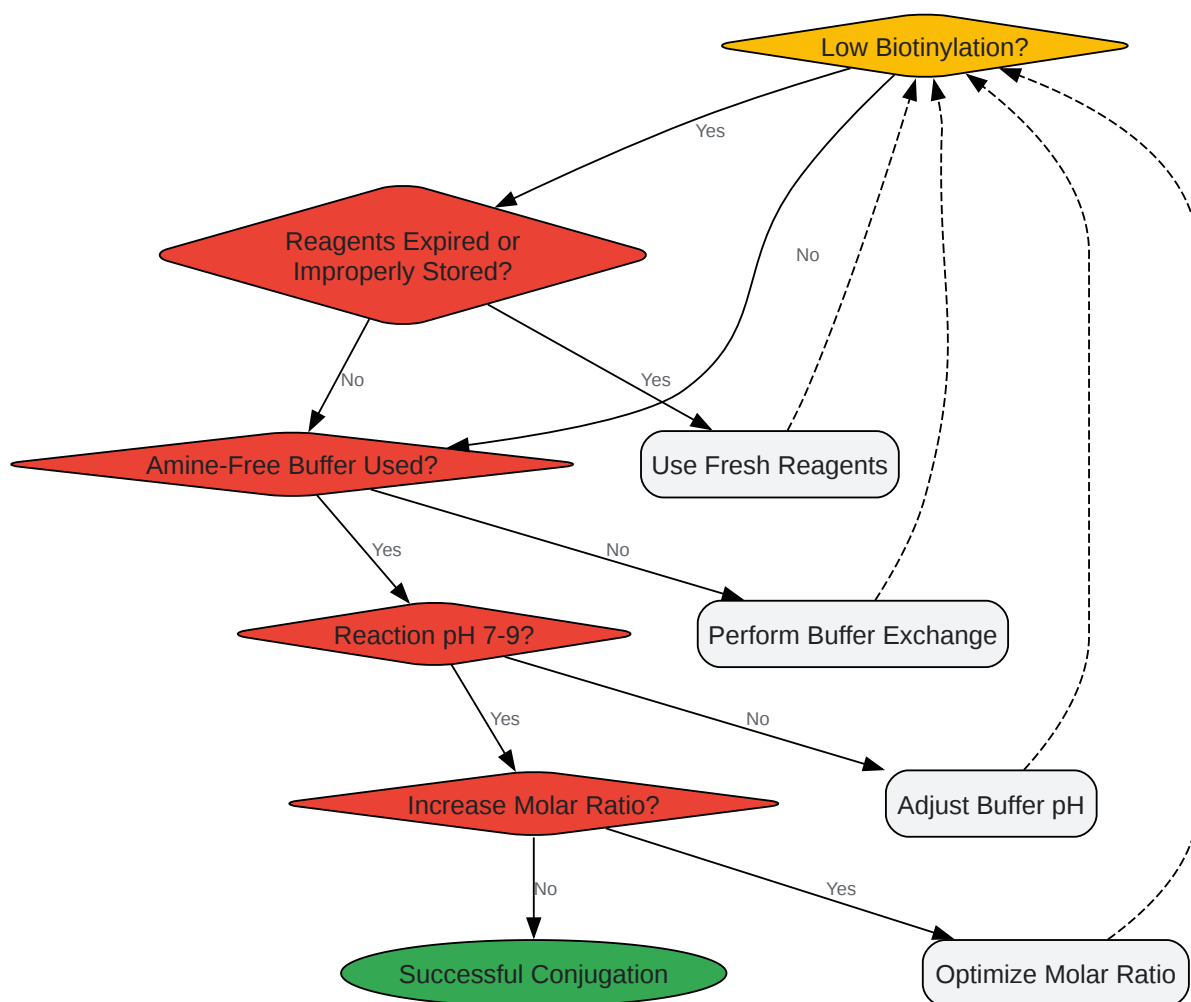 Low Biotinylation?
Yes
Reagents Expired or
Improperly Stored?
No
No
Yes
Amine-Free Buffer Used?
Use Fresh Reagents
Yes
No
Reaction pH 7-9?
Perform Buffer Exchange
Yes
No
Increase Molar Ratio?
Adjust Buffer pH
No
Yes
Successful Conjugation
Optimize Molar Ratio